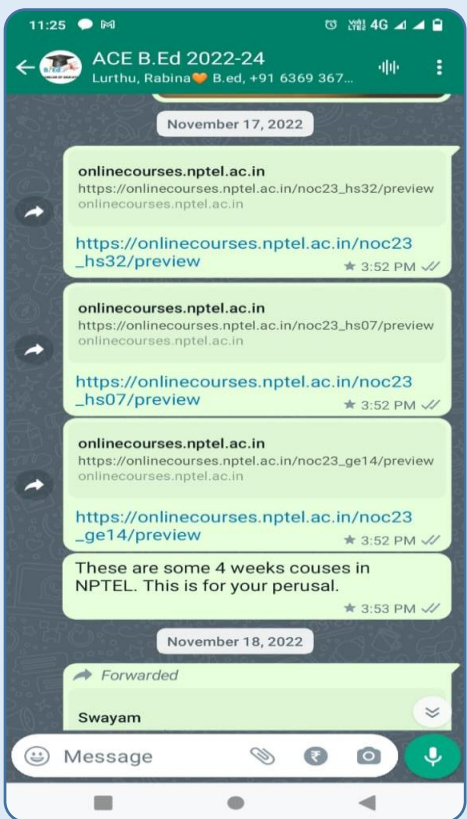 11:25 4G
ACE B.Ed 2022-24
Lurthu, Rabina🧡 B.ed, +91 6369 367...
November 17, 2022
onlinecourses.nptel.ac.in
https://onlinecourses.nptel.ac.in/noc23_hs32/preview
onlinecourses.nptel.ac.in
https://onlinecourses.nptel.ac.in/noc23
_hs32/preview
★ 3:52 PM
onlinecourses.nptel.ac.in
https://onlinecourses.nptel.ac.in/noc23_hs07/preview
onlinecourses.nptel.ac.in
https://onlinecourses.nptel.ac.in/noc23
_hs07/preview
★ 3:52 PM
onlinecourses.nptel.ac.in
https://onlinecourses.nptel.ac.in/noc23_ge14/preview
onlinecourses.nptel.ac.in
https://onlinecourses.nptel.ac.in/noc23
_ge14/preview
★ 3:52 PM
These are some 4 weeks couses in
NPTEL. This is for your perusal.
★ 3:53 PM
November 18, 2022
Forwarded
Swayam
Message